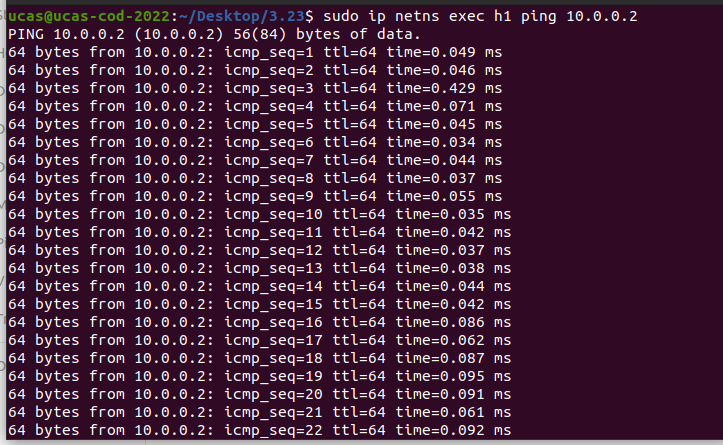 ucas@ucas-cod-2022:~/Desktop/3.23$ sudo ip netns exec h1 ping 10.0.0.2
PING 10.0.0.2 (10.0.0.2) 56(84) bytes of data.
64 bytes from 10.0.0.2: icmp_seq=1 ttl=64 time=0.049 ms
64 bytes from 10.0.0.2: icmp_seq=2 ttl=64 time=0.046 ms
64 bytes from 10.0.0.2: icmp_seq=3 ttl=64 time=0.429 ms
64 bytes from 10.0.0.2: icmp_seq=4 ttl=64 time=0.071 ms
64 bytes from 10.0.0.2: icmp_seq=5 ttl=64 time=0.045 ms
64 bytes from 10.0.0.2: icmp_seq=6 ttl=64 time=0.034 ms
64 bytes from 10.0.0.2: icmp_seq=7 ttl=64 time=0.044 ms
64 bytes from 10.0.0.2: icmp_seq=8 ttl=64 time=0.037 ms
64 bytes from 10.0.0.2: icmp_seq=9 ttl=64 time=0.055 ms
64 bytes from 10.0.0.2: icmp_seq=10 ttl=64 time=0.035 ms
64 bytes from 10.0.0.2: icmp_seq=11 ttl=64 time=0.042 ms
64 bytes from 10.0.0.2: icmp_seq=12 ttl=64 time=0.037 ms
64 bytes from 10.0.0.2: icmp_seq=13 ttl=64 time=0.038 ms
64 bytes from 10.0.0.2: icmp_seq=14 ttl=64 time=0.044 ms
64 bytes from 10.0.0.2: icmp_seq=15 ttl=64 time=0.042 ms
64 bytes from 10.0.0.2: icmp_seq=16 ttl=64 time=0.086 ms
64 bytes from 10.0.0.2: icmp_seq=17 ttl=64 time=0.062 ms
64 bytes from 10.0.0.2: icmp_seq=18 ttl=64 time=0.087 ms
64 bytes from 10.0.0.2: icmp_seq=19 ttl=64 time=0.095 ms
64 bytes from 10.0.0.2: icmp_seq=20 ttl=64 time=0.091 ms
64 bytes from 10.0.0.2: icmp_seq=21 ttl=64 time=0.061 ms
64 bytes from 10.0.0.2: icmp_seq=22 ttl=64 time=0.092 ms